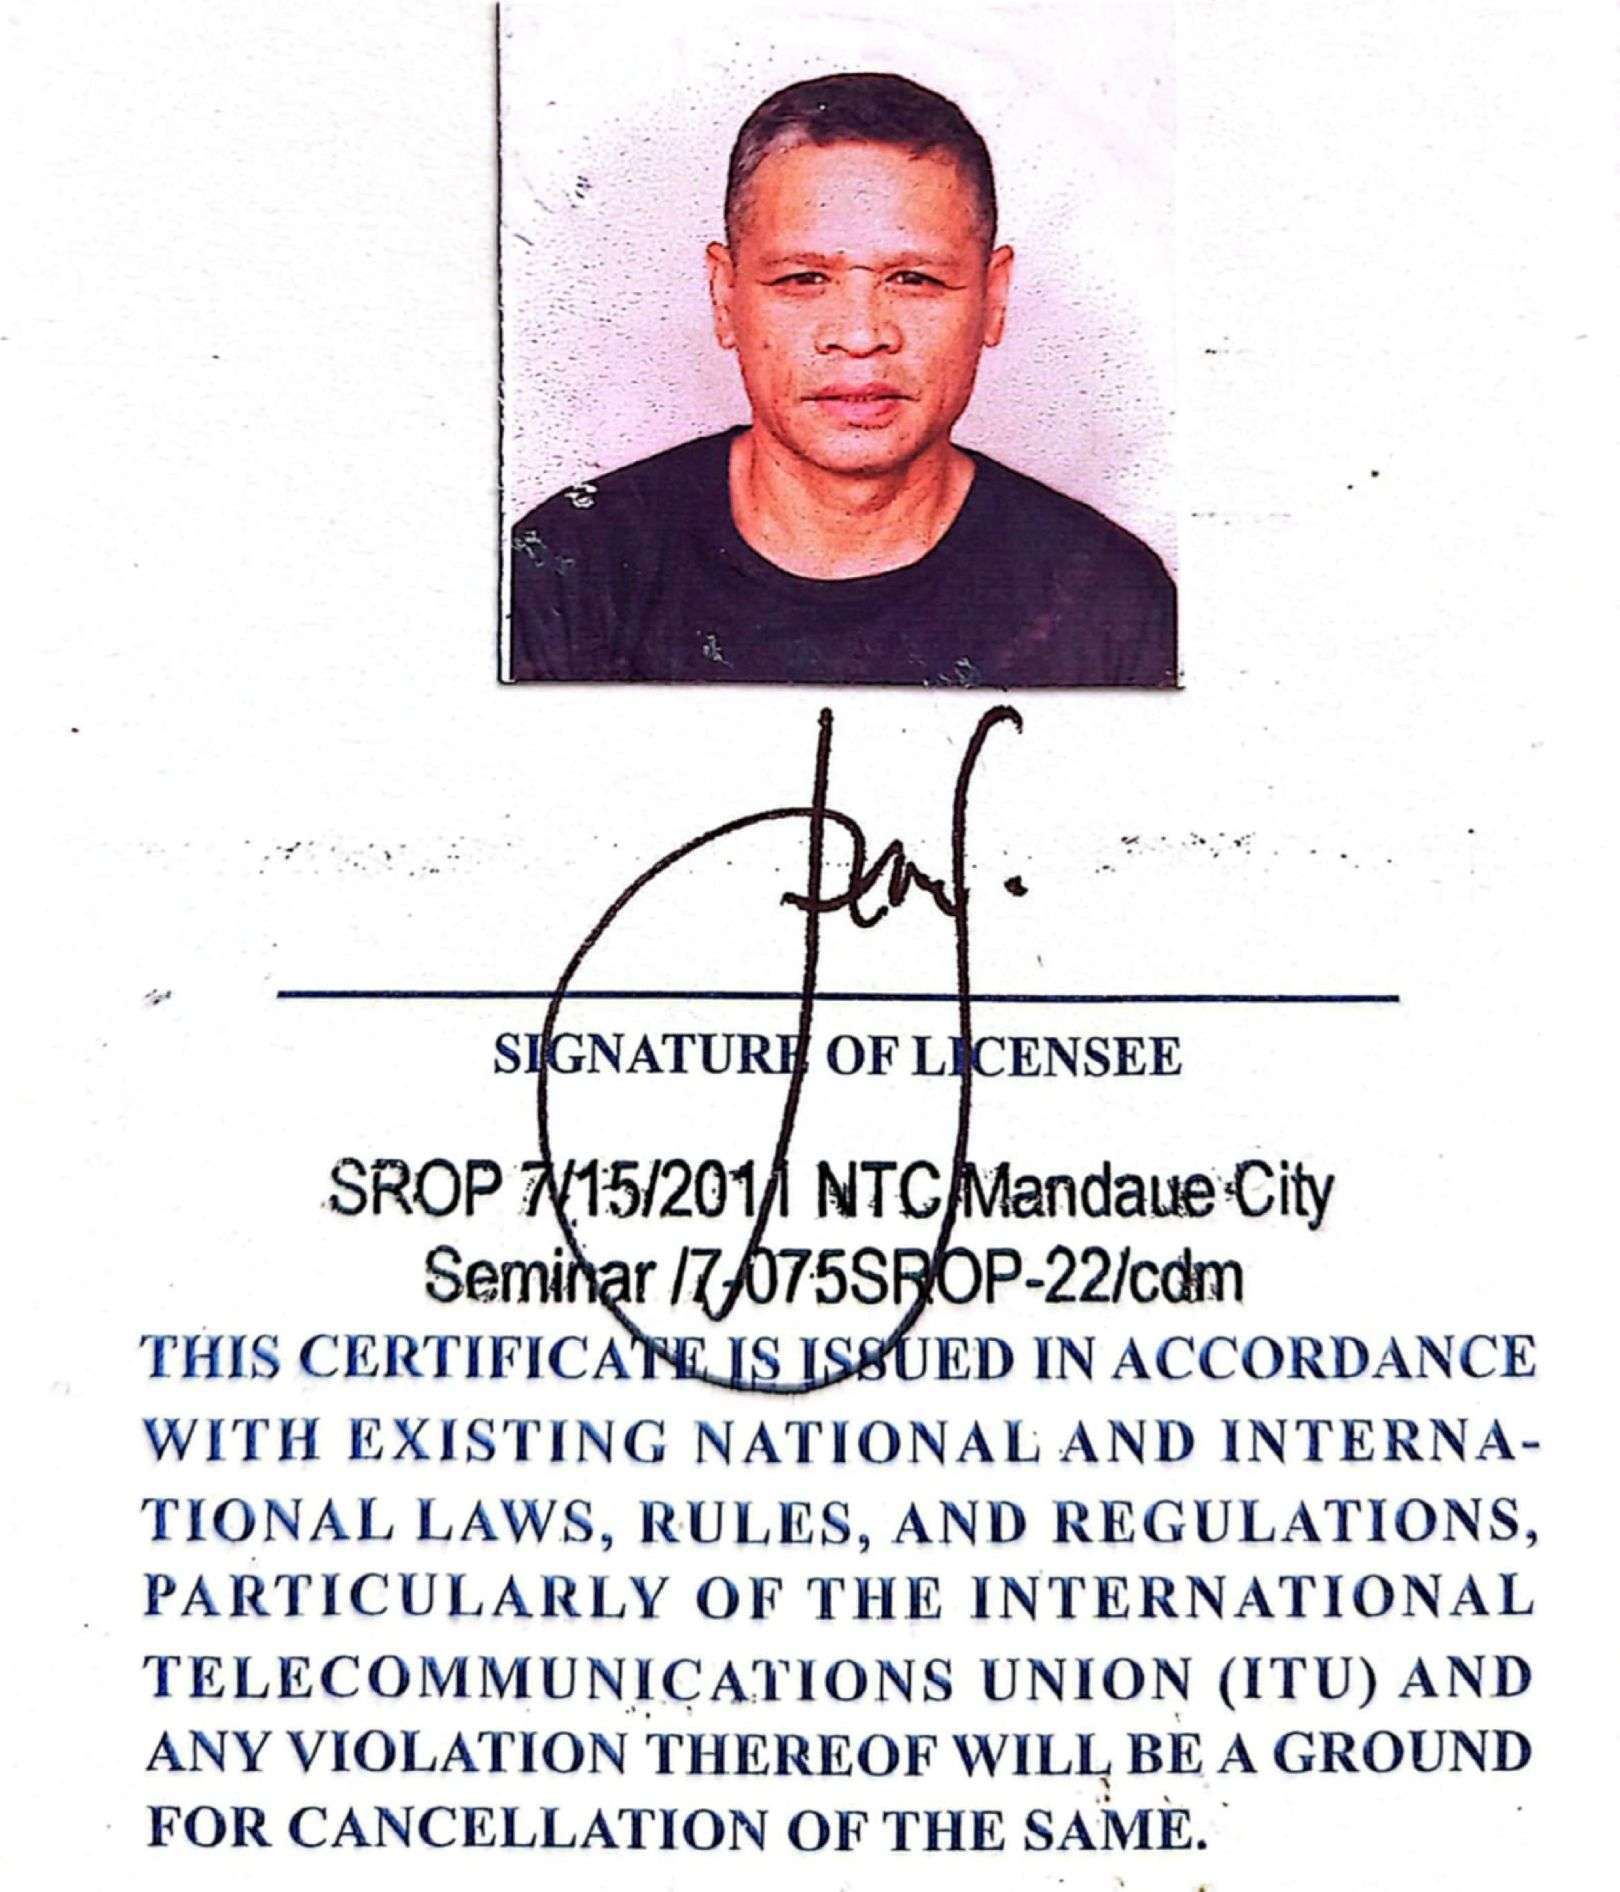 SIGNATURE OF LICENSEE
SROP 7/15/2011 NTC Mandaue City
Seminar /7-075SROP-22/cdm
THIS CERTIFICATE IS ISSUED IN ACCORDANCE
WITH EXISTING NATIONAL AND INTERNA-
TIONAL LAWS, RULES, AND REGULATIONS,
PARTICULARLY OF THE INTERNATIONAL
TELECOMMUNICATIONS UNION (ITU) AND
ANY VIOLATION THEREOF WILL BE A GROUND
FOR CANCELLATION OF THE SAME.